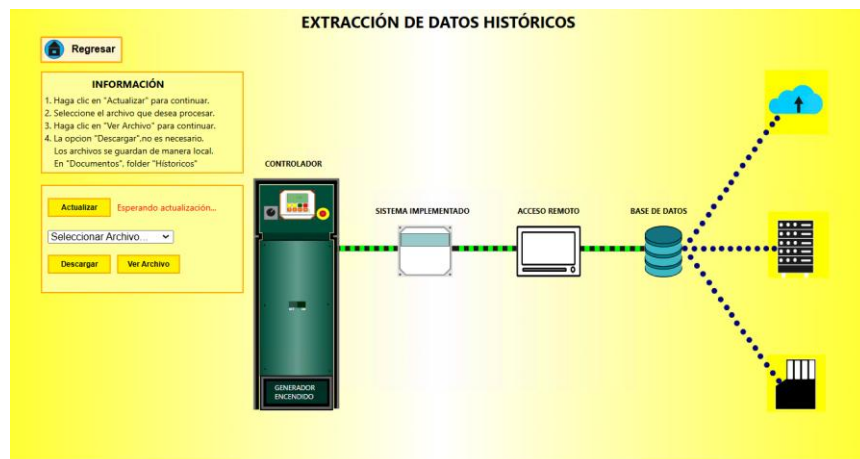 EXTRACCIÓN DE DATOS HISTÓRICOS
Regresar
INFORMACIÓN
1. Haga clic en "Actualizar" para continuar.
2. Seleccione el archivo que desea procesar.
3. Haga clic en "Ver Archivo" para continuar.
4. La opcion "Descargar".no es necesario.
Los archivos se guardan de manera local.
En "Documentos", folder "Hístoricos"
Actualizar Esperando actualización...
Seleccionar Archivo...
Descargar Ver Archivo
CONTROLADOR
GENERADOR
ENCENDIDO
SISTEMA IMPLEMENTADO
ACCESO REMOTO
BASE DE DATOS